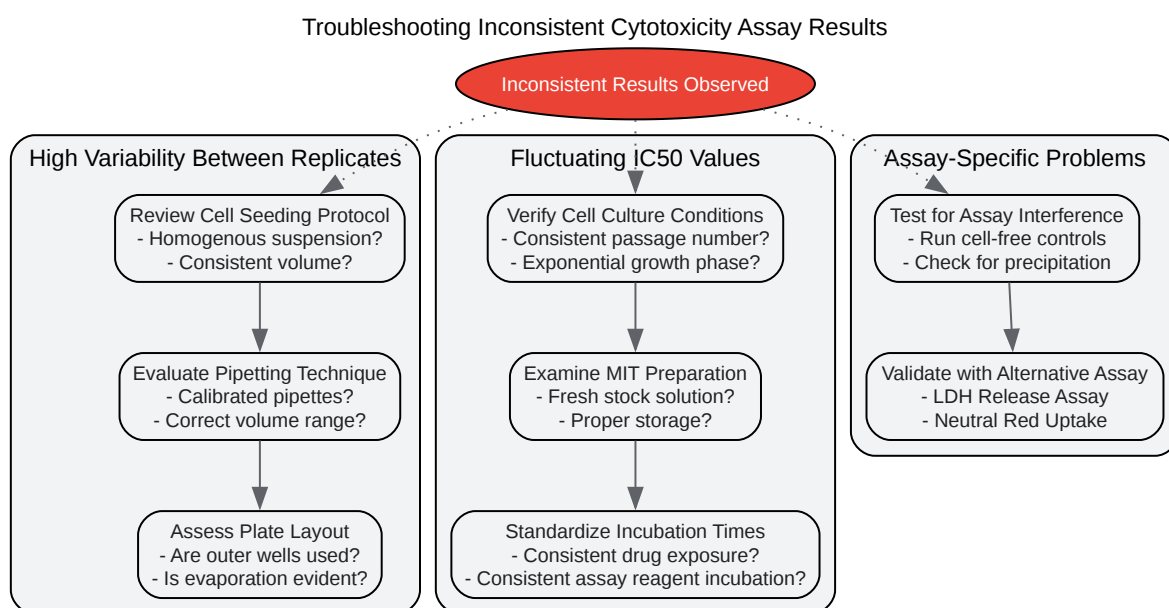 Troubleshooting Inconsistent Cytotoxicity Assay Results
Inconsistent Results Observed
High Variability Between Replicates
Review Cell Seeding Protocol
- Homogenous suspension?
- Consistent volume?
Evaluate Pipetting Technique
- Calibrated pipettes?
- Correct volume range?
Assess Plate Layout
- Are outer wells used?
- Is evaporation evident?
Fluctuating IC50 Values
Verify Cell Culture Conditions
- Consistent passage number?
- Exponential growth phase?
Examine MIT Preparation
- Fresh stock solution?
- Proper storage?
Standardize Incubation Times
- Consistent drug exposure?
- Consistent assay reagent incubation?
Assay-Specific Problems
Test for Assay Interference
- Run cell-free controls
- Check for precipitation
Validate with Alternative Assay
- LDH Release Assay
- Neutral Red Uptake